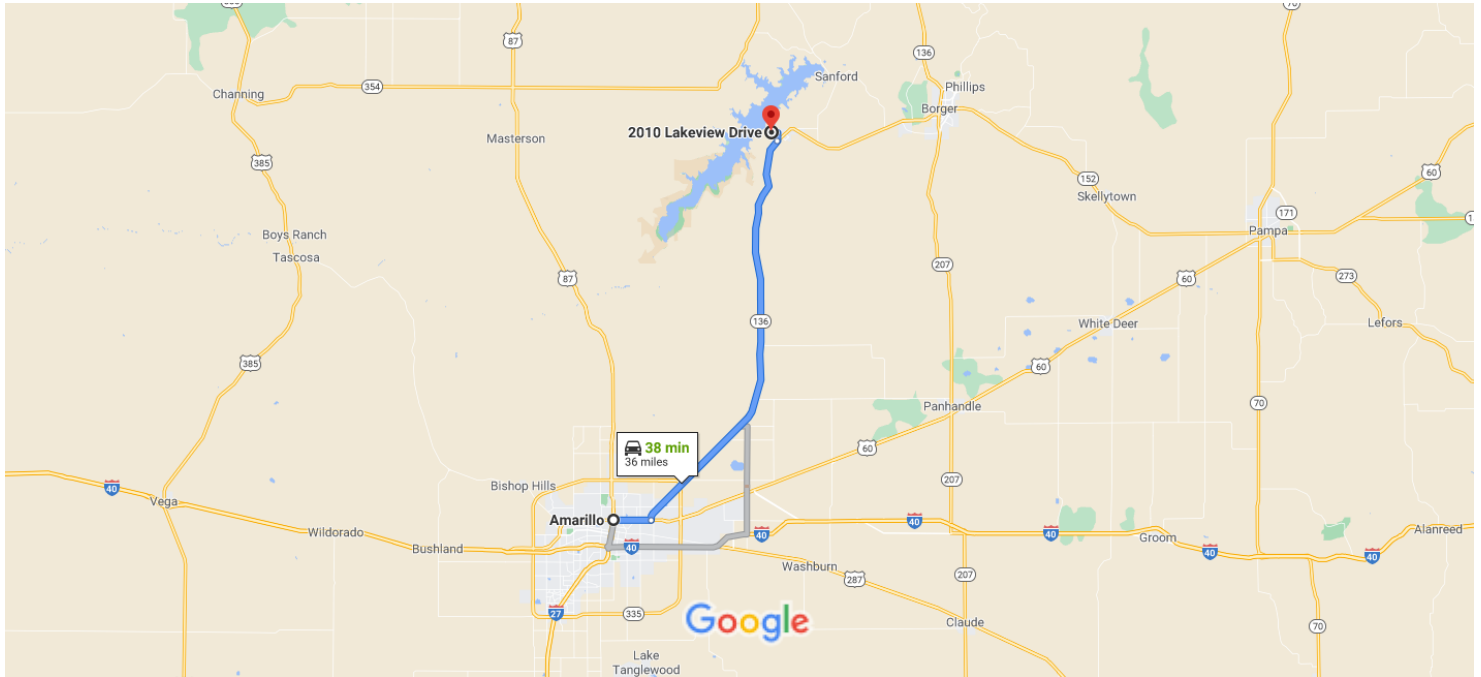 87
70
Sanford
136
Phillips
354
Channing
Borger
2010 Lakeview Drive
Masterson
385
152
60
Skellytown
171
Boys Ranch
Pampa
Tascosa
207
87
60
273
136
White Deer
Lefors
385
60
Panhandle
70
38 min
36 miles
60
Bishop Hills
207
40
Vega
Amarillo
40
Wildorado
40
40
Alanreed
Bushland
40
Groom
40
40
Washburn
287
207
27
335
Google
Claude
70
Lake
Tanglewood